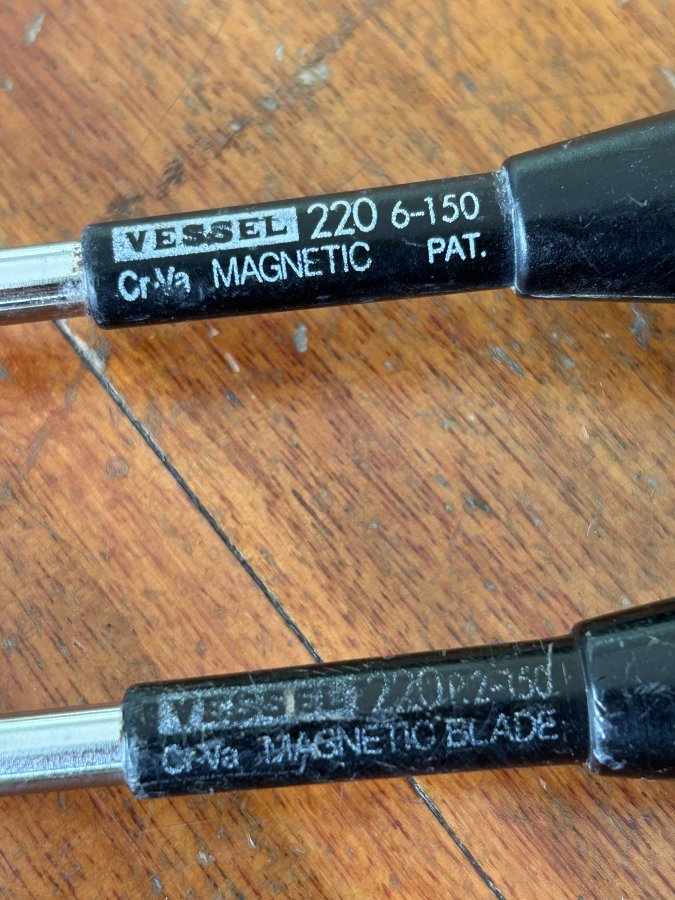 VESSEL 220 6-150
Cr-Va MAGNETIC PAT.
VESSEL 220 P.2-150
Cr-Va MAGNETIC BLADE